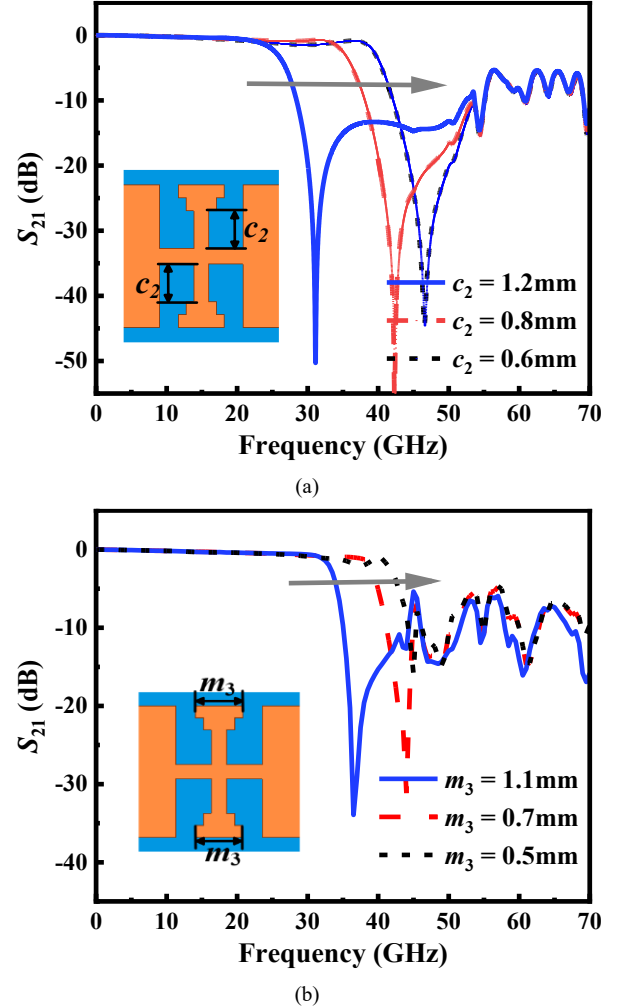 0
-10
-20
-30
-40
-50
S21 (dB)
c2
c2
c2 = 1.2mm
c2 = 0.8mm
c2 = 0.6mm
0 10 20 30 40 50 60 70
Frequency (GHz)
(a)
0
-10
-20
-30
-40
S21 (dB)
m3
m3
m3 = 1.1mm
m3 = 0.7mm
m3 = 0.5mm
0 10 20 30 40 50 60 70
Frequency (GHz)
(b)